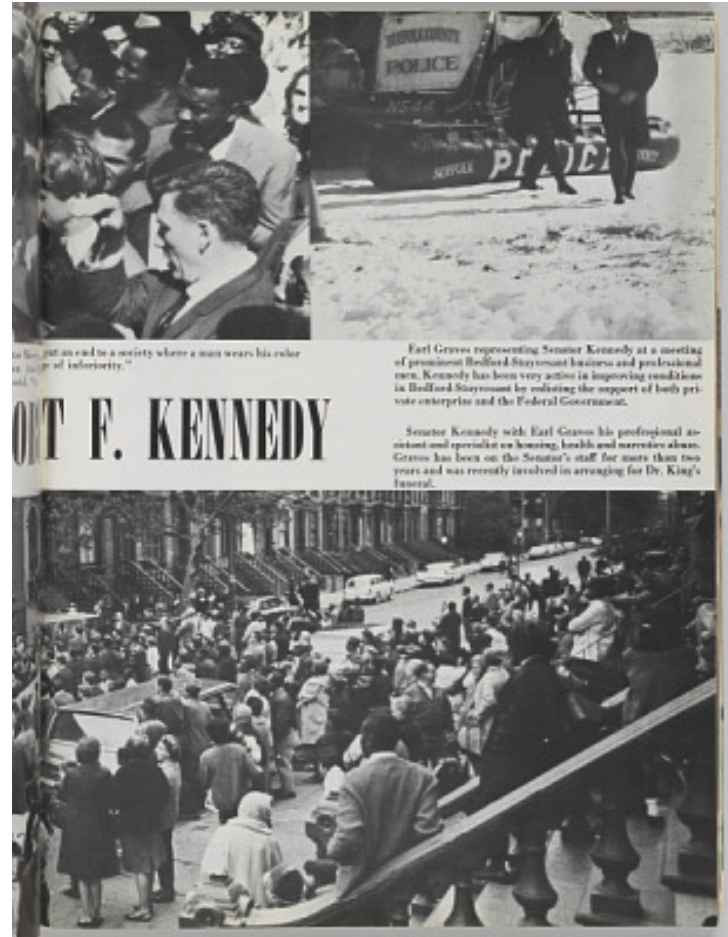 SUFFOLK COUNTY
POLICE
N544
SUFFOLK POLICE
put an end to a society where a man wears his color
of inferiority."
Earl Graves representing Senator Kennedy at a meeting
of prominent Bedford-Stuyvesant business and professional
men. Kennedy has been very active in improving conditions
in Bedford-Stuyvesant by enlisting the support of both pri-
vate enterprise and the Federal Government.
T F. KENNEDY
Senator Kennedy with Earl Graves his professional as-
sistant and specialist on housing, health and narcotics abuse.
Graves has been on the Senator's staff for more than two
years and was recently involved in arranging for Dr. King's
funeral.